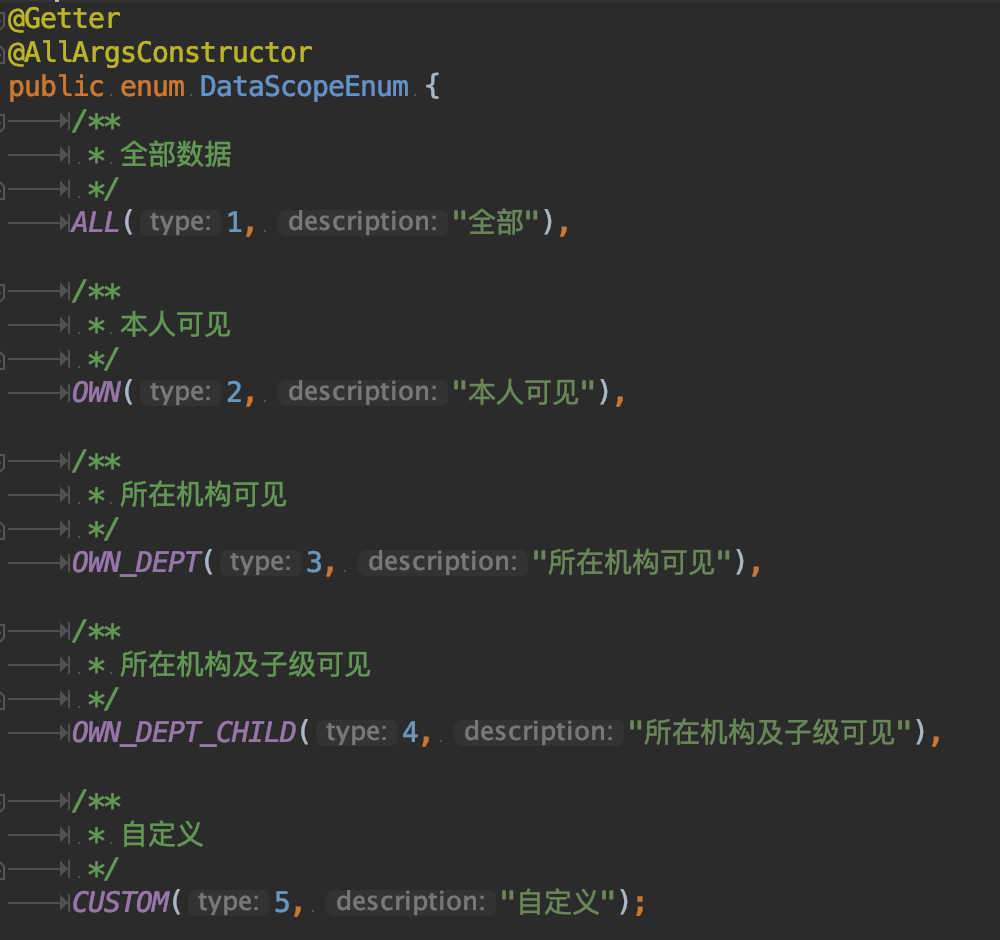 @Getter
@AllArgsConstructor
public enum DataScopeEnum {
/**
* 全部数据
*/
ALL( type: 1, description: "全部"),
/**
* 本人可见
*/
OWN( type: 2, description: "本人可见"),
/**
* 所在机构可见
*/
OWN_DEPT( type: 3, description: "所在机构可见"),
/**
* 所在机构及子级可见
*/
OWN_DEPT_CHILD( type: 4, description: "所在机构及子级可见"),
/**
* 自定义
*/
CUSTOM( type: 5, description: "自定义");